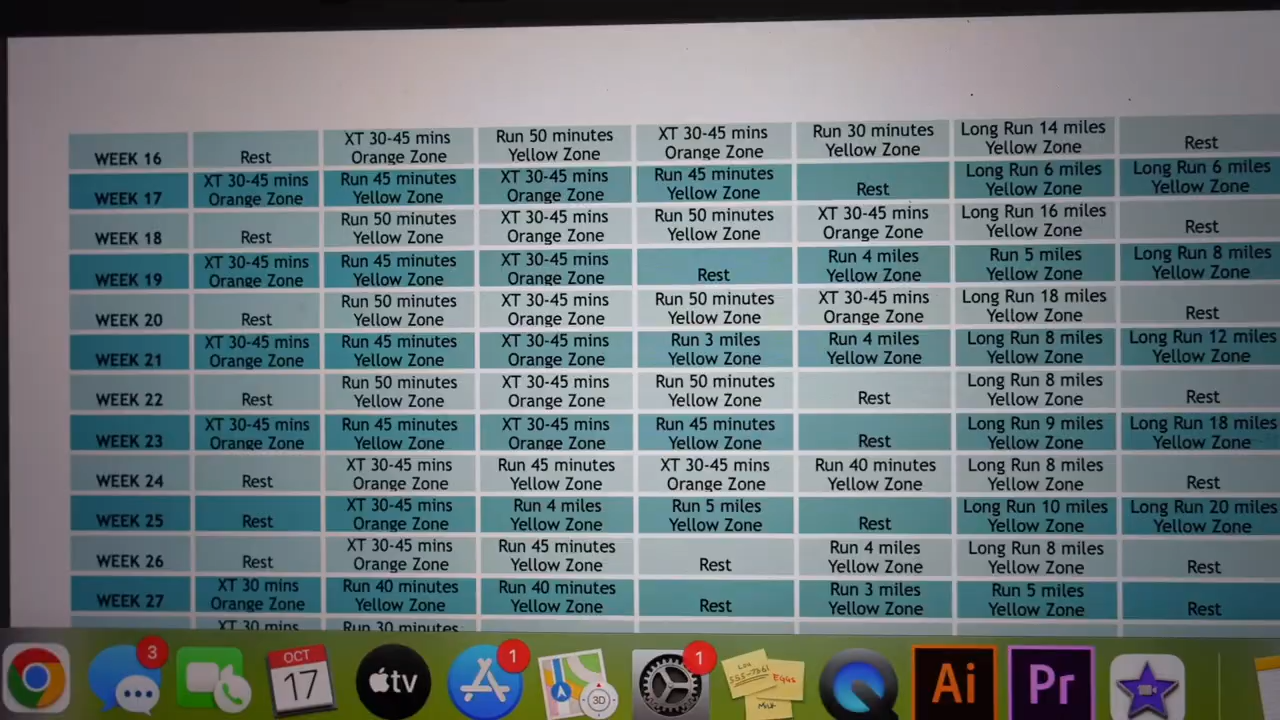 WEEK 16 Rest XT 30-45 mins Orange Zone Run 50 minutes Yellow Zone XT 30-45 mins Orange Zone Run 30 minutes Yellow Zone Long Run 14 miles Yellow Zone Rest
WEEK 17 XT 30-45 mins Orange Zone Run 45 minutes Yellow Zone XT 30-45 mins Orange Zone Run 45 minutes Yellow Zone Rest Long Run 6 miles Yellow Zone Long Run 6 miles Yellow Zone
WEEK 18 Rest Run 50 minutes Yellow Zone XT 30-45 mins Orange Zone Run 50 minutes Yellow Zone XT 30-45 mins Orange Zone Long Run 16 miles Yellow Zone Rest
WEEK 19 XT 30-45 mins Orange Zone Run 45 minutes Yellow Zone XT 30-45 mins Orange Zone Rest Run 4 miles Yellow Zone Run 5 miles Yellow Zone Long Run 8 miles Yellow Zone
WEEK 20 Rest Run 50 minutes Yellow Zone XT 30-45 mins Orange Zone Run 50 minutes Yellow Zone XT 30-45 mins Orange Zone Long Run 18 miles Yellow Zone Rest
WEEK 21 XT 30-45 mins Orange Zone Run 45 minutes Yellow Zone XT 30-45 mins Orange Zone Run 3 miles Yellow Zone Run 4 miles Yellow Zone Long Run 8 miles Yellow Zone Long Run 12 miles Yellow Zone
WEEK 22 Rest Run 50 minutes Yellow Zone XT 30-45 mins Orange Zone Run 50 minutes Yellow Zone Rest Long Run 8 miles Yellow Zone Rest
WEEK 23 XT 30-45 mins Orange Zone Run 45 minutes Yellow Zone XT 30-45 mins Orange Zone Run 45 minutes Yellow Zone Rest Long Run 9 miles Yellow Zone Long Run 18 miles Yellow Zone
WEEK 24 Rest XT 30-45 mins Orange Zone Run 45 minutes Yellow Zone XT 30-45 mins Orange Zone Run 40 minutes Yellow Zone Long Run 8 miles Yellow Zone Rest
WEEK 25 Rest XT 30-45 mins Orange Zone Run 4 miles Yellow Zone Run 5 miles Yellow Zone Rest Long Run 10 miles Yellow Zone Long Run 20 miles Yellow Zone
WEEK 26 Rest XT 30-45 mins Orange Zone Run 45 minutes Yellow Zone Rest Run 4 miles Yellow Zone Long Run 8 miles Yellow Zone Rest
WEEK 27 XT 30 mins Orange Zone Run 40 minutes Yellow Zone Run 40 minutes Yellow Zone Rest Run 3 miles Yellow Zone Run 5 miles Yellow Zone Rest
XT 30 mins Run 30 minutes
3 OCT 17 tv 1 3D 1 555-7361 EGGS Milk Ai Pr